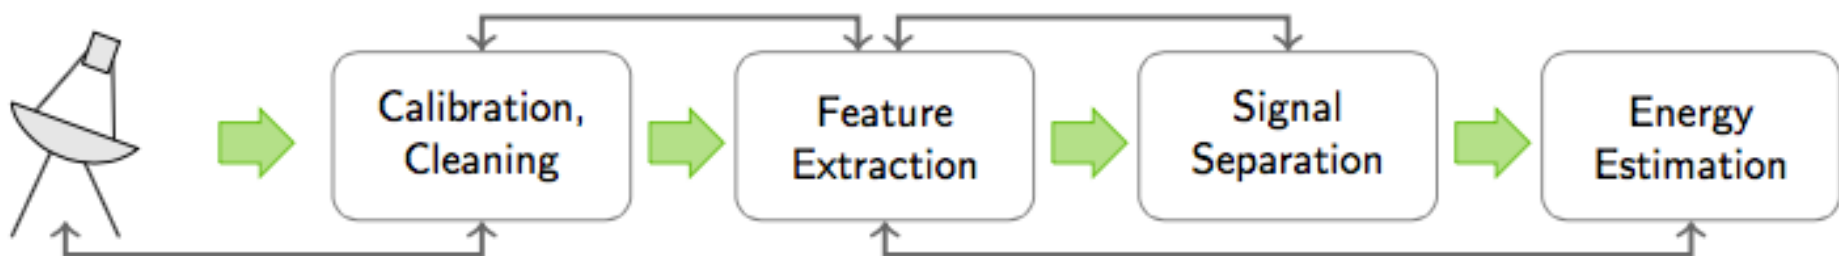 Calibration,
Cleaning
Feature
Extraction
Signal
Separation
Energy
Estimation